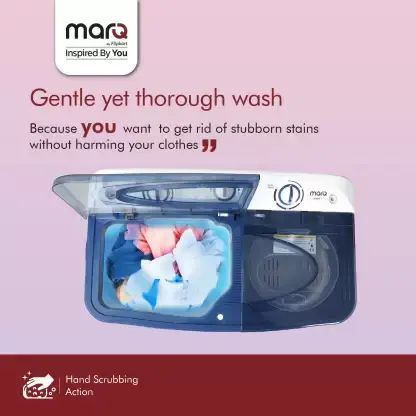 marQ
by Flipkart
Inspired By You
Gentle yet thorough wash
Because you want to get rid of stubborn stains
without harming your clothes ”
marQ
Hand Scrubbing
Action